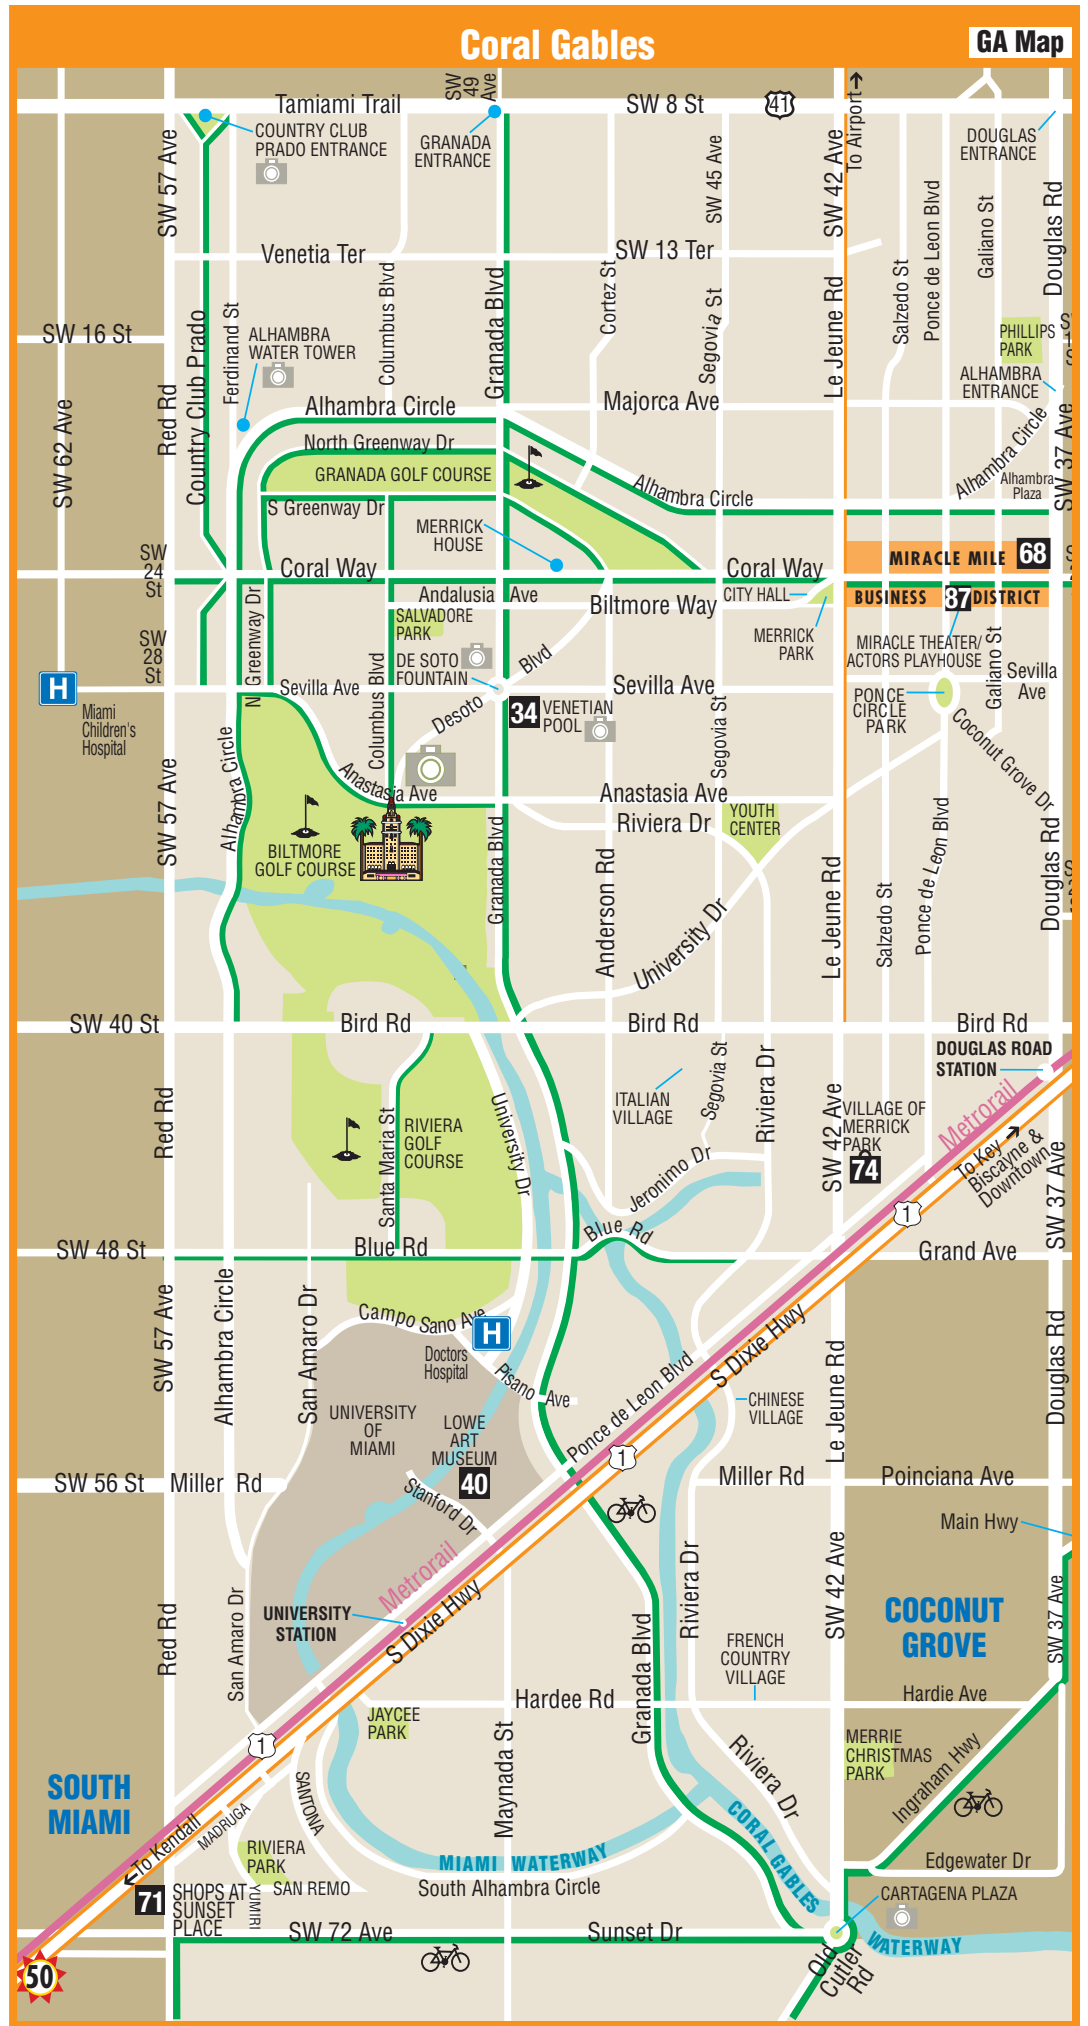 Coral Gables
GA Map
Tamiami Trail
SW
49
Ave
SW 8 St
41
To Airport
COUNTRY CLUB
PRADO ENTRANCE
GRANADA
ENTRANCE
DOUGLAS
ENTRANCE
SW 57 Ave
SW 45 Ave
SW 42 Ave
Ponce de Leon Blvd
Galiano St
Douglas Rd
Venetia Ter
SW 13 Ter
Columbus Blvd
Granada Blvd
Cortez St
Segovia St
Le Jeune Rd
Salzedo St
SW 16 St
Ferdinand St
Country Club Prado
ALHAMBRA
WATER TOWER
PHILLIPS
PARK
ALHAMBRA
ENTRANCE
SW 62 Ave
Red Rd
Alhambra Circle
Majorca Ave
North Greenway Dr
GRANADA GOLF COURSE
S Greenway Dr
Alhambra Circle
Alhambra Circle
Alhambra
Plaza
SW 37 Ave
MERRICK
HOUSE
SW
24
St
Coral Way
Coral Way
MIRACLE MILE
68
Andalusia Ave
Biltmore Way
CITY HALL
BUSINESS
87
DISTRICT
N Greenway Dr
SALVADORE
PARK
MERRICK
PARK
MIRACLE THEATER/
ACTORS PLAYHOUSE
SW
28
St
DE SOTO
FOUNTAIN
Desoto Blvd
Galiano St
Sevilla
Ave
H
Miami
Children's
Hospital
Sevilla Ave
Columbus Blvd
34
VENETIAN
POOL
Sevilla Ave
Segovia St
PONCE
CIRCLE
PARK
Coconut Grove Dr
SW 57 Ave
Alhambra Circle
Anastasia Ave
Anastasia Ave
Riviera Dr
YOUTH
CENTER
BILTMORE
GOLF COURSE
Granada Blvd
Anderson Rd
University Dr
Le Jeune Rd
Salzedo St
Ponce de Leon Blvd
Douglas Rd
SW 40 St
Bird Rd
Bird Rd
Bird Rd
DOUGLAS ROAD
STATION
Red Rd
Santa Maria St
RIVIERA
GOLF
COURSE
University Dr
ITALIAN
VILLAGE
Segovia St
Riviera Dr
SW 42 Ave
VILLAGE OF
MERRICK
PARK
74
Metrorail
To Key
Biscayne &
Downtown
SW 37 Ave
Jeronimo Dr
1
SW 48 St
Blue Rd
Blue Rd
Grand Ave
SW 57 Ave
Alhambra Circle
San Amaro Dr
Campo Sano Ave
H
Doctors
Hospital
Pisano Ave
Ponce de Leon Blvd
S Dixie Hwy
Le Jeune Rd
Douglas Rd
UNIVERSITY
OF
MIAMI
LOWE
ART
MUSEUM
40
CHINESE
VILLAGE
1
SW 56 St
Miller Rd
Stanford Dr
Miller Rd
Poinciana Ave
Main Hwy
Metrorail
S Dixie Hwy
San Amaro Dr
Red Rd
UNIVERSITY
STATION
Granada Blvd
Riviera Dr
SW 42 Ave
COCONUT
GROVE
SW 37 Ave
FRENCH
COUNTRY
VILLAGE
Hardee Rd
Hardie Ave
JAYCEE
PARK
Maynada St
1
Riviera Dr
MERRIE
CHRISTMAS
PARK
Ingraham Hwy
SOUTH
MIAMI
SANTONA
MADRUGA
To Kendall
CORAL GABLES
RIVIERA
PARK
MIAMI WATERWAY
Edgewater Dr
71
SHOPS AT
SUNSET
PLACE
YUMIRI
SAN REMO
South Alhambra Circle
CARTAGENA PLAZA
SW 72 Ave
Sunset Dr
WATERWAY
Old
Cutler
Rd
50